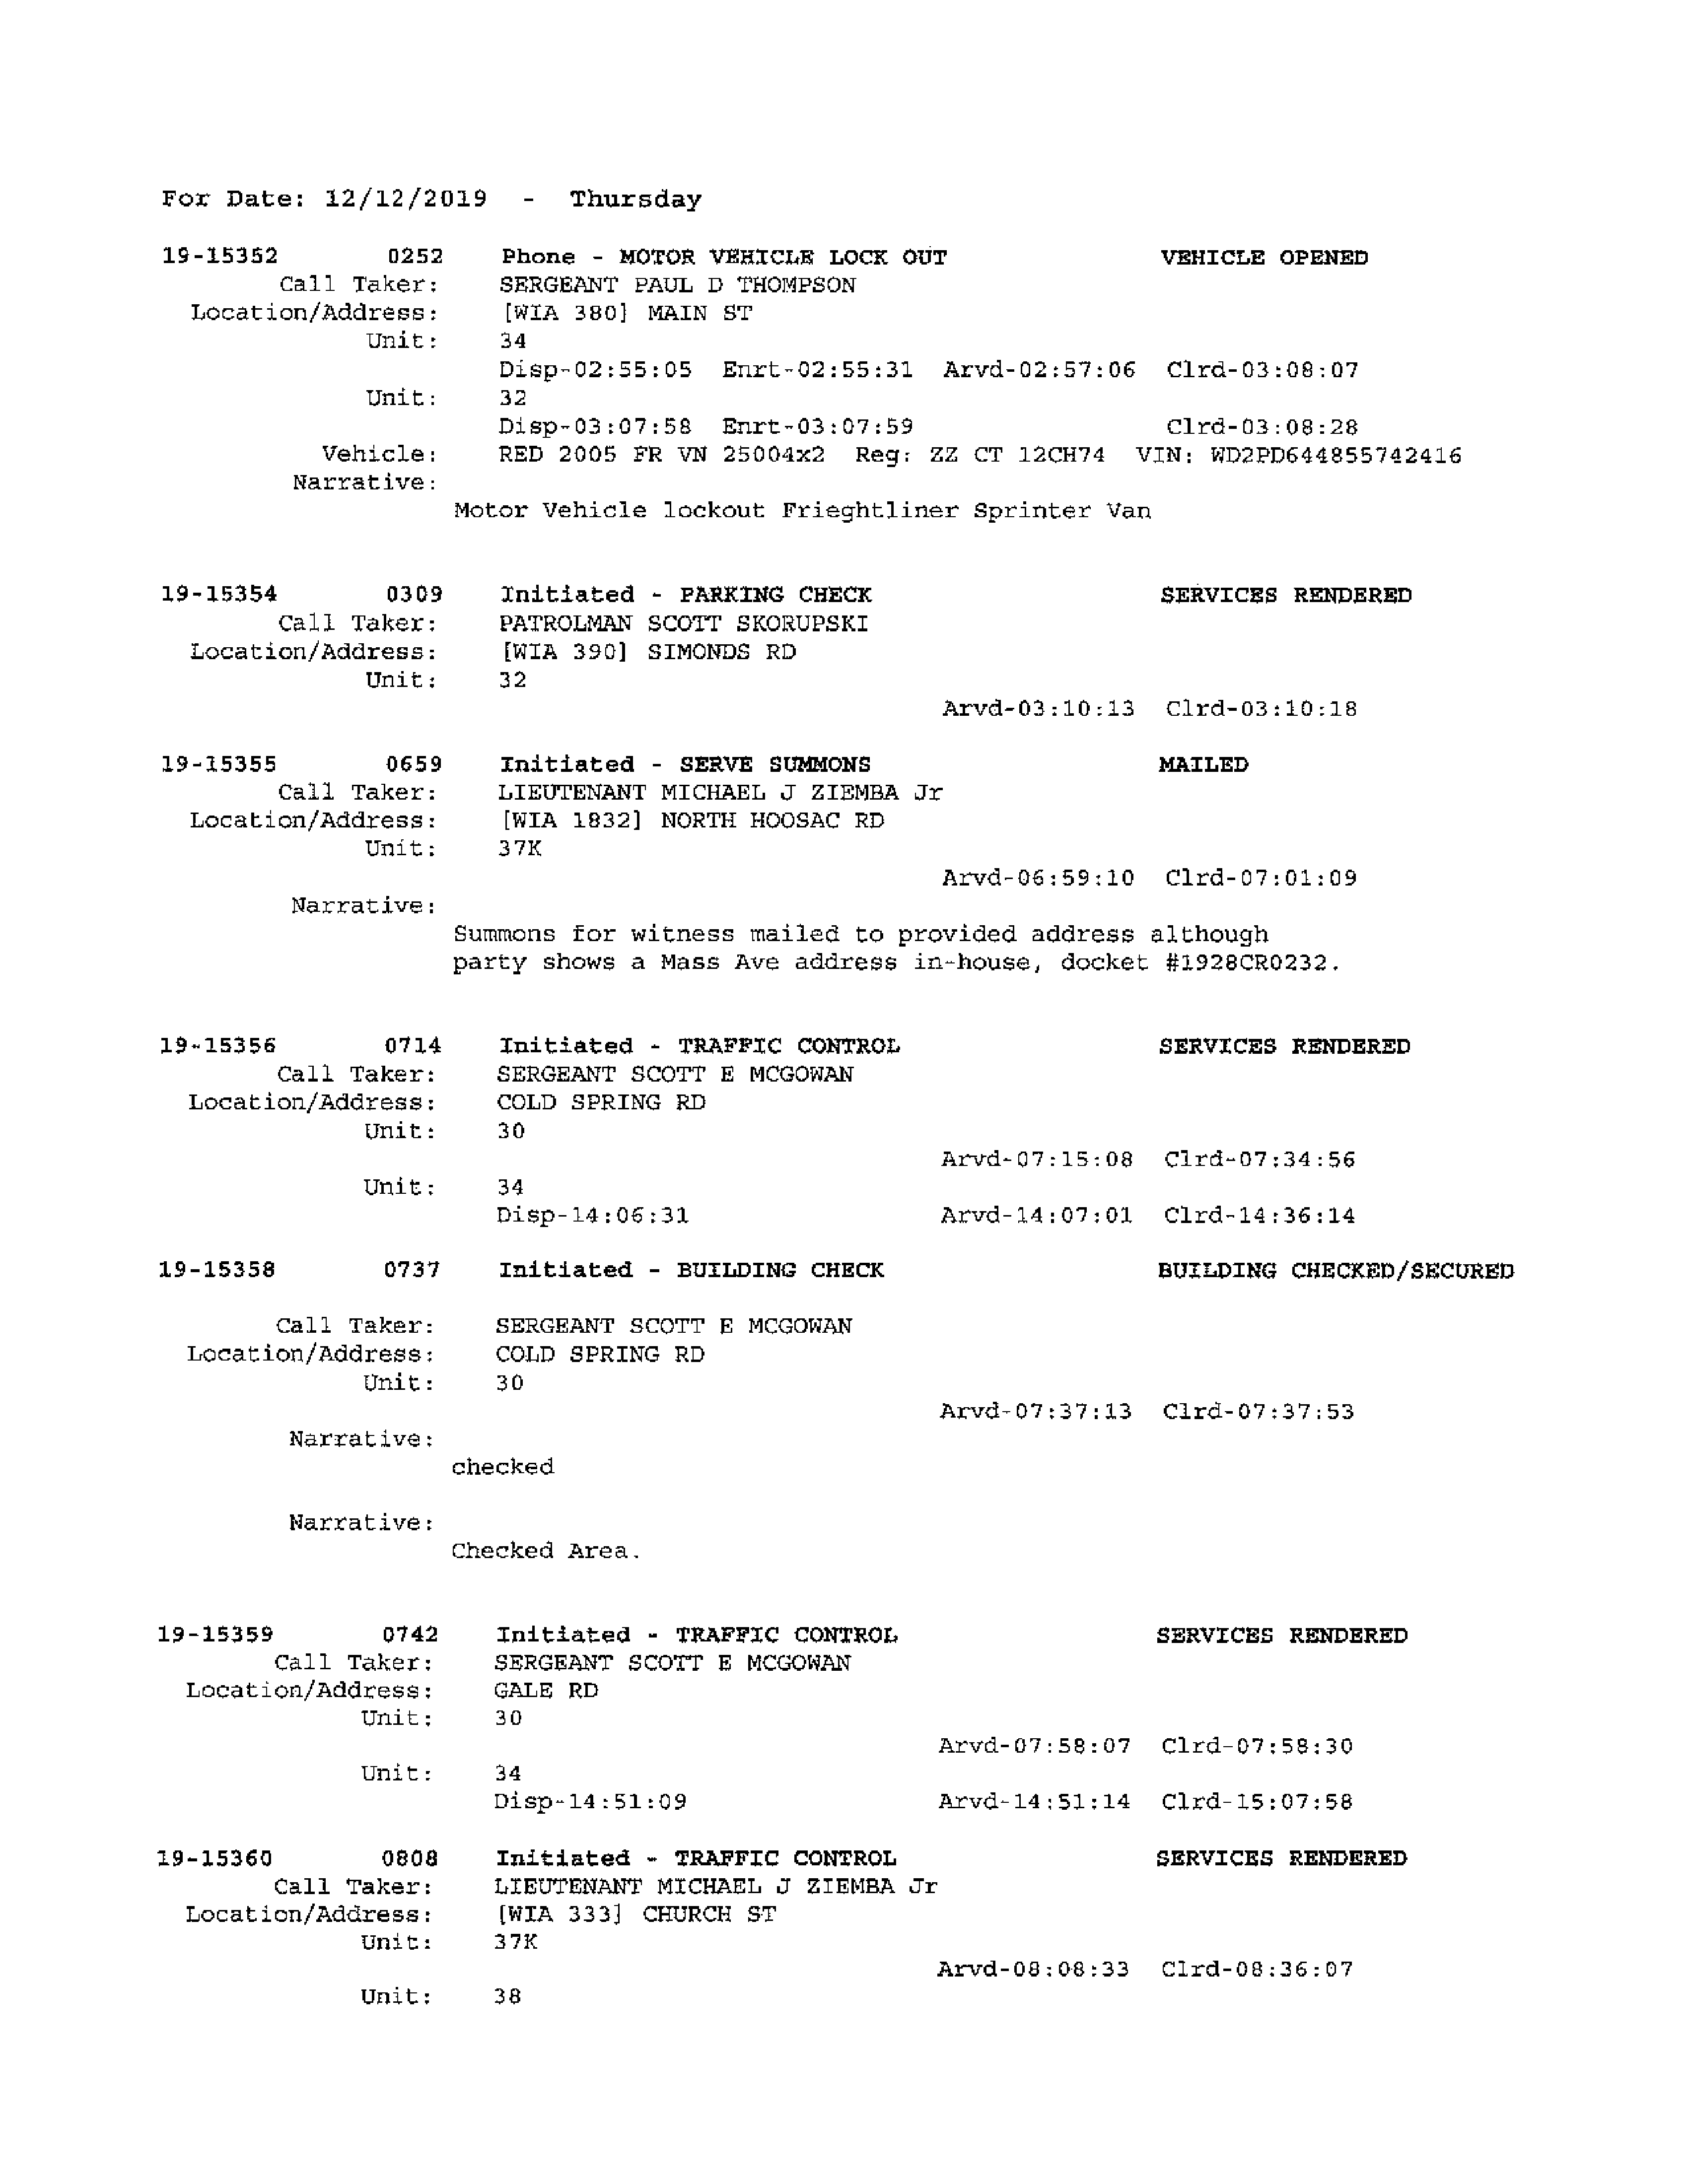 For Date: 12/12/2019 - Thursday
19-15352 0252 Phone - MOTOR VEHICLE LOCK OUT VEHICLE OPENED
Call Taker: SERGEANT PAUL D THOMPSON
Location/Address: [WIA 380] MAIN ST
Unit: 34
Disp-02:55:05 Enrt-02:55:31 Arvd-02:57:06 Clrd-03:08:07
Unit: 32
Disp-03:07:58 Enrt-03:07:59 Clrd-03:08:28
Vehicle: RED 2005 FR VN 25004x2 Reg: ZZ CT 12CH74 VIN: WD2PD644855742416
Narrative:
Motor Vehicle lockout Frieghtliner Sprinter Van
19-15354 0309 Initiated - PARKING CHECK SERVICES RENDERED
Call Taker: PATROLMAN SCOTT SKORUPSKI
Location/Address: [WIA 390] SIMONDS RD
Unit: 32
Arvd-03:10:13 Clrd-03:10:18
19-15355 0659 Initiated - SERVE SUMMONS MAILED
Call Taker: LIEUTENANT MICHAEL J ZIEMBA Jr
Location/Address: [WIA 1832] NORTH HOOSAC RD
Unit: 37K
Arvd-06:59:10 Clrd-07:01:09
Narrative:
Summons for witness mailed to provided address although
party shows a Mass Ave address in-house, docket #1928CR0232.
19-15356 0714 Initiated - TRAFFIC CONTROL SERVICES RENDERED
Call Taker: SERGEANT SCOTT E MCGOWAN
Location/Address: COLD SPRING RD
Unit: 30
Arvd-07:15:08 Clrd-07:34:56
Unit: 34
Disp-14:06:31 Arvd-14:07:01 Clrd-14:36:14
19-15358 0737 Initiated - BUILDING CHECK BUILDING CHECKED/SECURED
Call Taker: SERGEANT SCOTT E MCGOWAN
Location/Address: COLD SPRING RD
Unit: 30
Arvd-07:37:13 Clrd-07:37:53
Narrative:
checked
Narrative:
Checked Area.
19-15359 0742 Initiated - TRAFFIC CONTROL SERVICES RENDERED
Call Taker: SERGEANT SCOTT E MCGOWAN
Location/Address: GALE RD
Unit: 30
Arvd-07:58:07 Clrd-07:58:30
Unit: 34
Disp-14:51:09 Arvd-14:51:14 Clrd-15:07:58
19-15360 0808 Initiated - TRAFFIC CONTROL SERVICES RENDERED
Call Taker: LIEUTENANT MICHAEL J ZIEMBA Jr
Location/Address: [WIA 333] CHURCH ST
Unit: 37K
Arvd-08:08:33 Clrd-08:36:07
Unit: 38